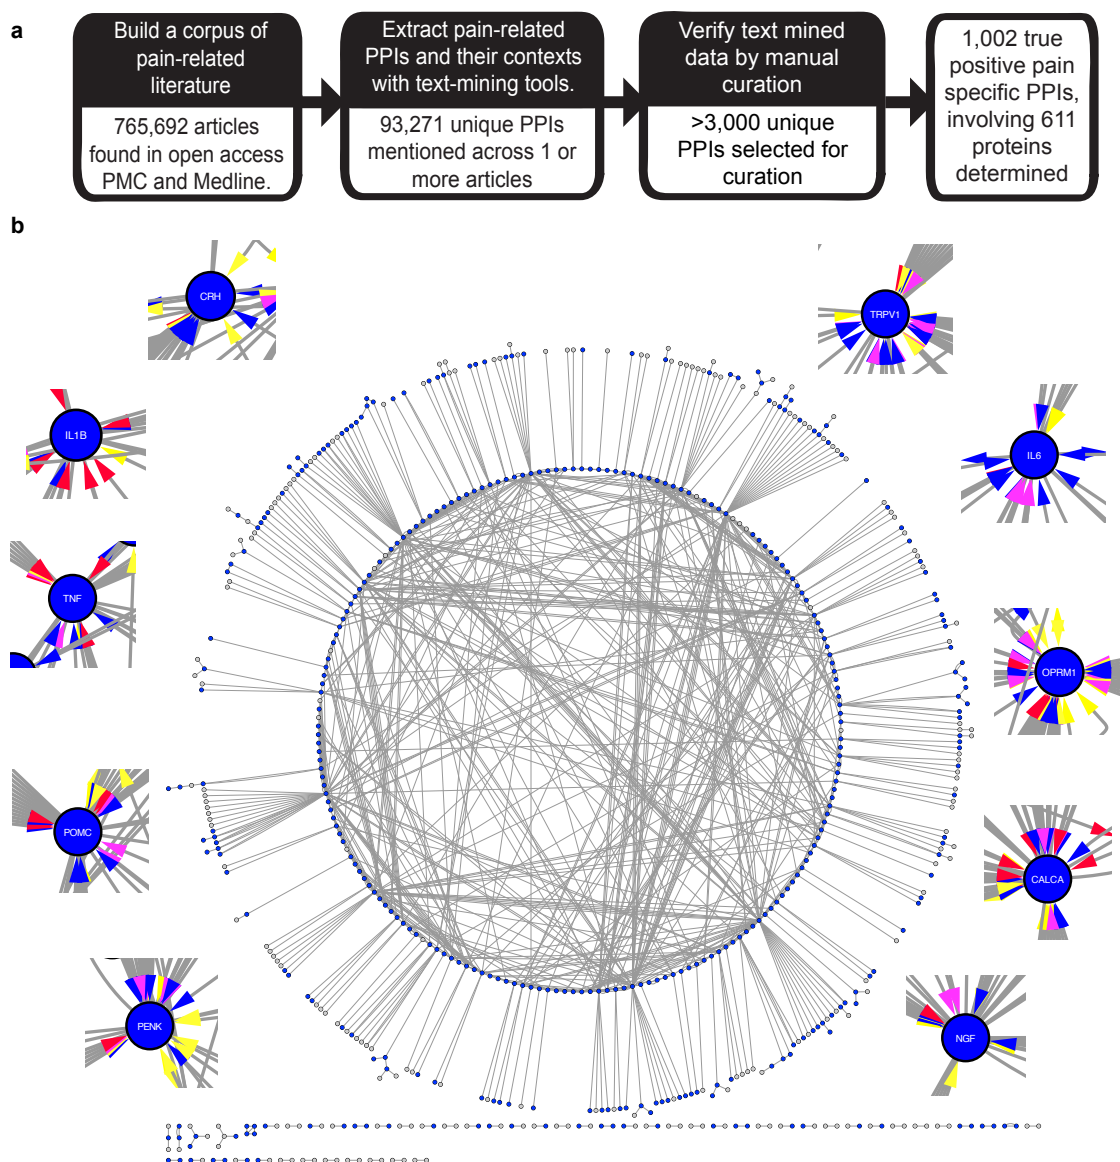 a
Build a corpus of
pain-related
literature
765,692 articles
found in open access
PMC and Medline.
Extract pain-related
PPIs and their contexts
with text-mining tools.
93,271 unique PPIs
mentioned across 1 or
more articles
Verify text mined
data by manual
curation
>3,000 unique
PPIs selected for
curation
1,002 true
positive pain
specific PPIs,
involving 611
proteins
determined
b
CRH
TRPV1
IL1B
IL6
TNF
OPRM1
POMC
CALCA
PENK
NGF